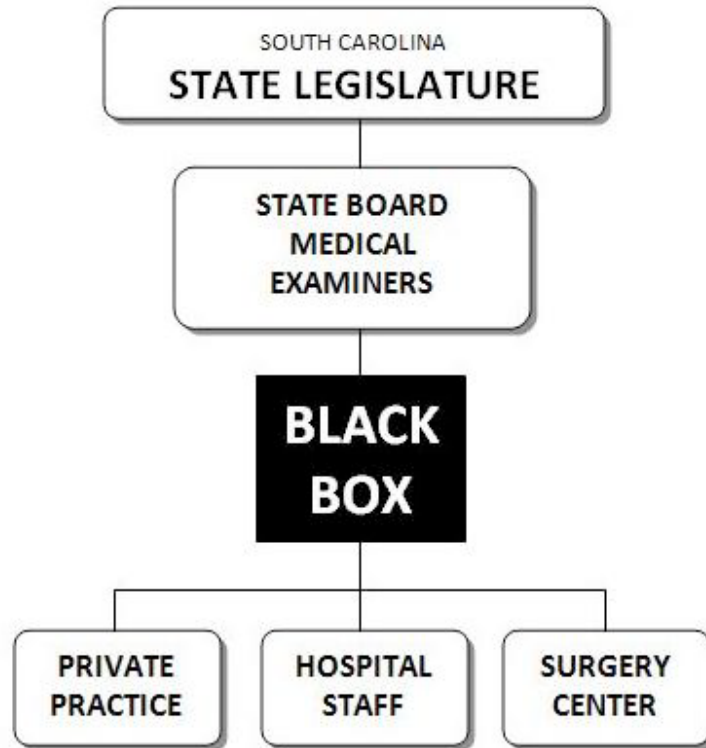 SOUTH CAROLINA
STATE LEGISLATURE
STATE BOARD
MEDICAL
EXAMINERS
BLACK
BOX
PRIVATE
PRACTICE
HOSPITAL
STAFF
SURGERY
CENTER